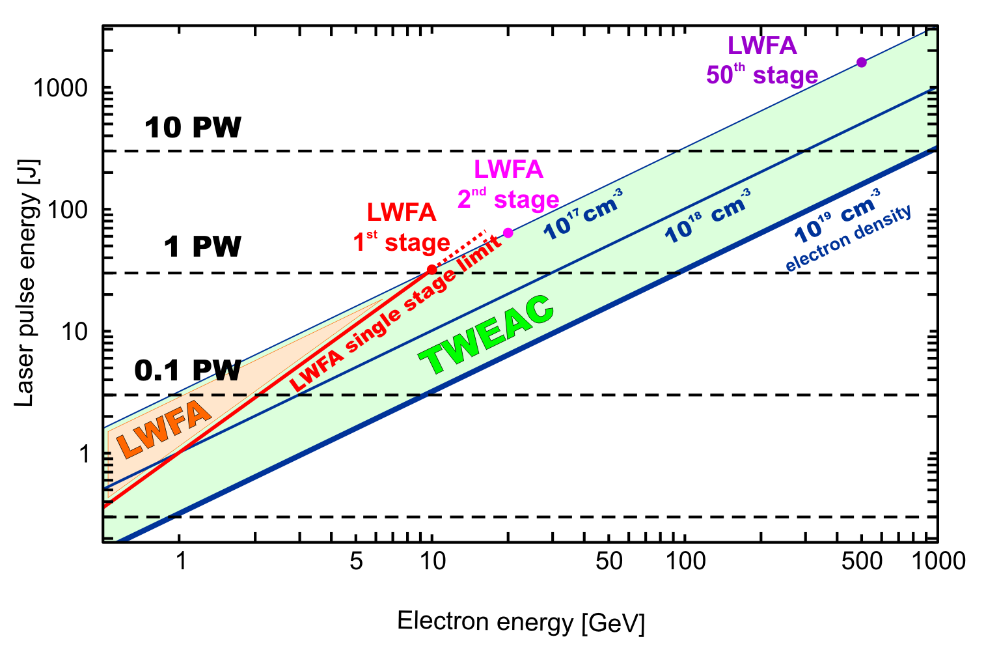 LWFA
50th stage
1000
10 PW
LWFA
2nd stage
10^17 cm^-3
10^18 cm^-3
10^19 cm^-3
electron density
100
LWFA
1st stage
1 PW
LWFA single stage limit
TWEAC
10
0.1 PW
LWFA
1
Laser pulse energy [J]
1 5 10 50 100 500 1000
Electron energy [GeV]